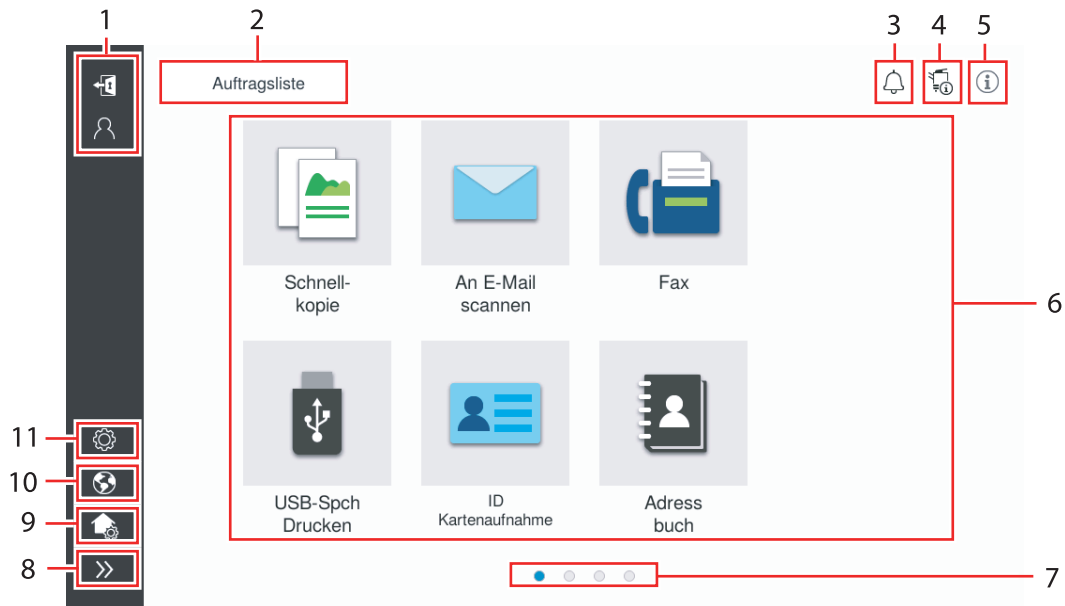 1
2
3
4
5
Auftragsliste
Schnell-
kopie
An E-Mail
scannen
Fax
6
USB-Spch
Drucken
ID
Kartenaufnahme
Adress
buch
11
10
9
8
7